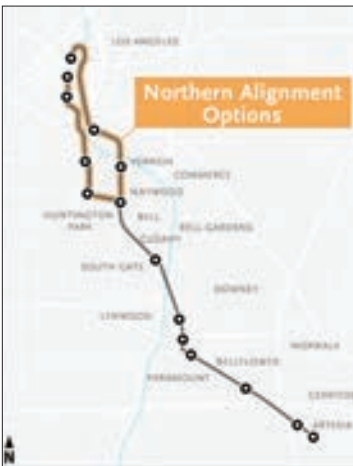 LOS ANGELES
Northern Alignment
Options
VERNON
COMMERCE
MAYWOOD
HUNTINGTON
PARK
BELL
CUDAHY
BELL GARDENS
SOUTH GATE
DOWNEY
LYNWOOD
NORWALK
BELLFLOWER
PARAMOUNT
CERRITOS
ARTESIA
N